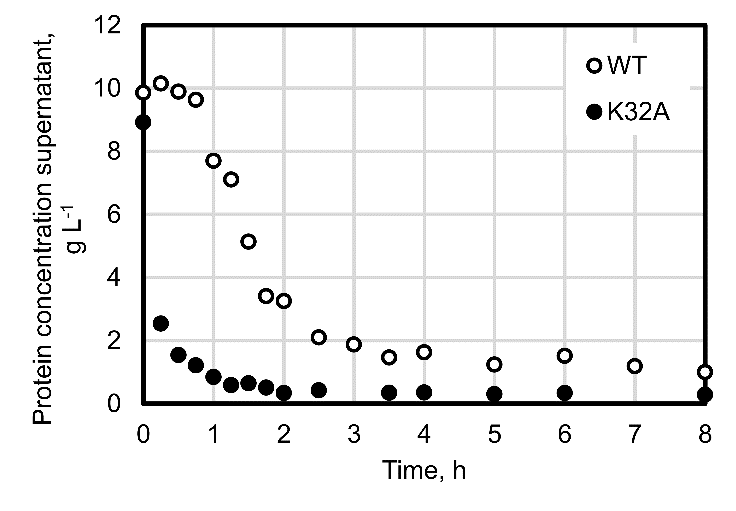 Protein concentration supernatant,
g L-1
12
10
8
6
4
2
0
WT
K32A
0 1 2 3 4 5 6 7 8
Time, h